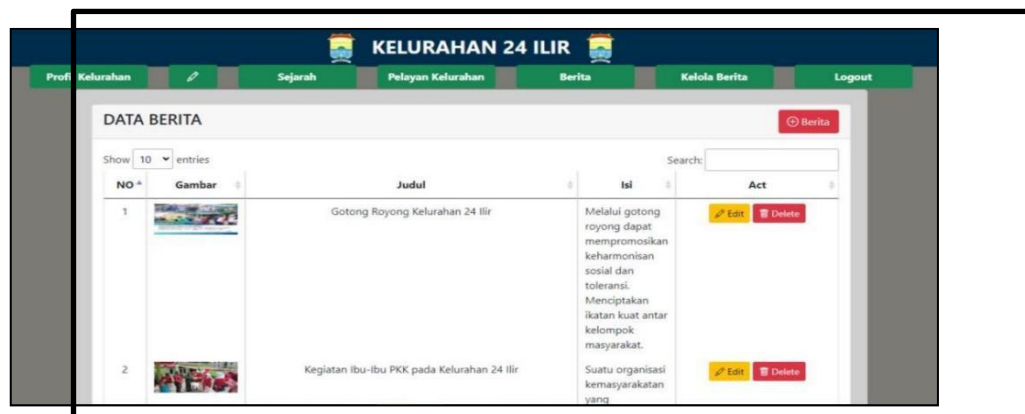 KELURAHAN 24 ILIR
Profil Kelurahan Sejarah Pelayan Kelurahan Berita Kelola Berita Logout
DATA BERITA
Berita
Show 10 entries
Search:
NO Gambar Judul Isi Act
1 Gotong Royong Kelurahan 24 Ilir Melalui gotong Edit Delete
royong dapat
mempromosikan
keharmonisan
sosial dan
toleransi.
Menciptakan
ikatan kuat antar
kelompok
masyarakat.
2 Kegiatan Ibu-Ibu PKK pada Kelurahan 24 Ilir Suatu organisasi Edit Delete
kemasyarakatan
yang